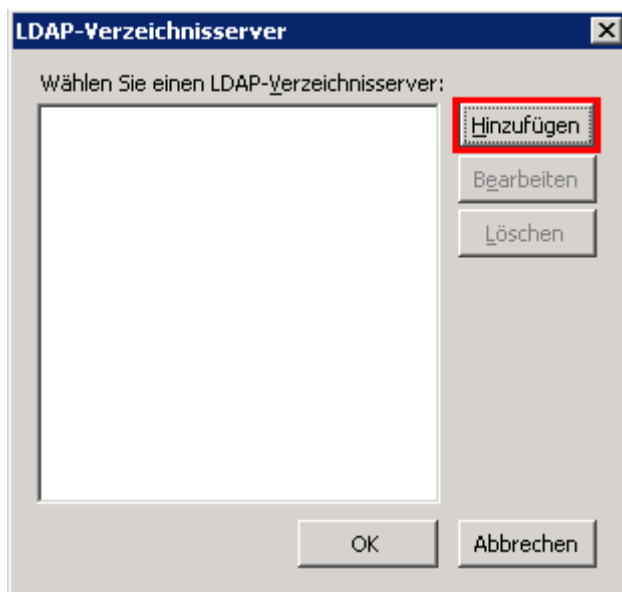 LDAP-Verzeichnisserver
Wählen Sie einen LDAP-Verzeichnisserver:
Hinzufügen
Bearbeiten
Löschen
OK
Abbrechen